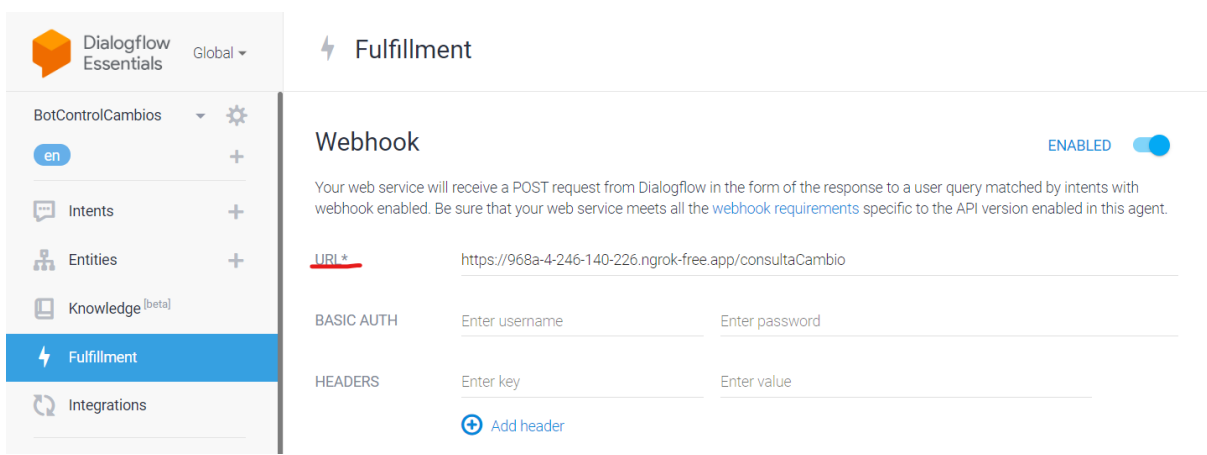 Dialogflow
Essentials
Global
Fulfillment
BotControlCambios
en
Intents
Entities
Knowledge [beta]
Fulfillment
Integrations
Webhook
ENABLED
Your web service will receive a POST request from Dialogflow in the form of the response to a user query matched by intents with
webhook enabled. Be sure that your web service meets all the webhook requirements specific to the API version enabled in this agent.
URL* https://968a-4-246-140-226.ngrok-free.app/consultaCambio
BASIC AUTH Enter username Enter password
HEADERS Enter key Enter value
Add header